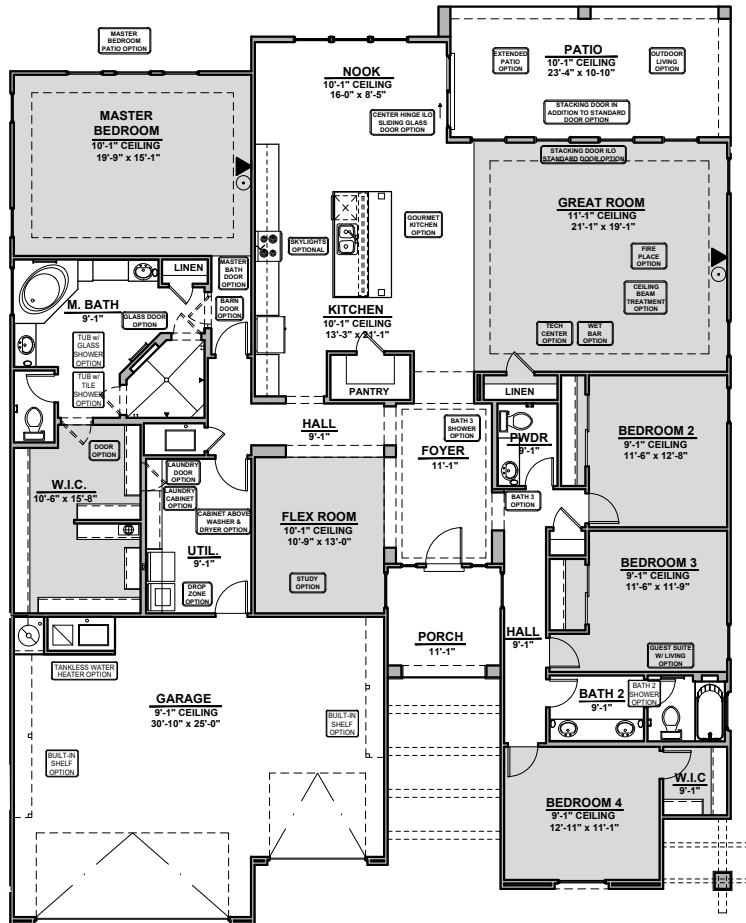 MASTER
BEDROOM
PATIO OPTION
EXTENDED
PATIO
OPTION
PATIO
10'-1" CEILING
23'-4" x 10-10"
OUTDOOR
LIVING
OPTION
NOOK
10'-1" CEILING
16-0" x 8'-5"
CENTER HINGE ILO
SLIDING GLASS
DOOR OPTION
STACKING DOOR IN
ADDITION TO STANDARD
DOOR OPTION
MASTER
BEDROOM
10'-1" CEILING
19'-9" x 15'-1"
STACKING DOOR ILO
STANDARD DOOR OPTION
GREAT ROOM
11'-1" CEILING
21'-1" x 19'-1"
GOURMET
KITCHEN
OPTION
SKYLIGHTS
OPTIONAL
FIRE
PLACE
OPTION
CEILING
BEAM
TREATMENT
OPTION
LINEN
MASTER
BATH
DOOR
OPTION
M. BATH
9'-1"
BARN
DOOR
OPTION
GLASS DOOR
OPTION
KITCHEN
10'-1" CEILING
13'-3" x 21'-1"
TECH
CENTER
OPTION
WET
BAR
OPTION
TUB w/
GLASS
SHOWER
OPTION
TUB w/
TILE
SHOWER
OPTION
PANTRY
LINEN
HALL
9'-1"
BATH 3
SHOWER
OPTION
FOYER
11'-1"
PWDR
9'-1"
BEDROOM 2
9'-1" CEILING
11'-6" x 12'-8"
DOOR
OPTION
W.I.C.
10'-6" x 15'-8"
LAUNDRY
DOOR
OPTION
LAUNDRY
CABINET
OPTION
CABINET ABOVE
WASHER &
DRYER OPTION
FLEX ROOM
10'-1" CEILING
10'-9" x 13'-0"
BATH 3
OPTION
UTIL.
9'-1"
DROP
ZONE
OPTION
STUDY
OPTION
BEDROOM 3
9'-1" CEILING
11'-6" x 11'-9"
PORCH
11'-1"
HALL
9'-1"
GUEST SUITE
W/ LIVING
OPTION
TANKLESS WATER
HEATER OPTION
GARAGE
9'-1" CEILING
30'-10" x 25'-0"
BATH 2
9'-1"
BATH 2
SHOWER
OPTION
BUILT-IN
SHELF
OPTION
BUILT-IN
SHELF
OPTION
BEDROOM 4
9'-1" CEILING
12'-11" x 11'-1"
W.I.C
9'-1"